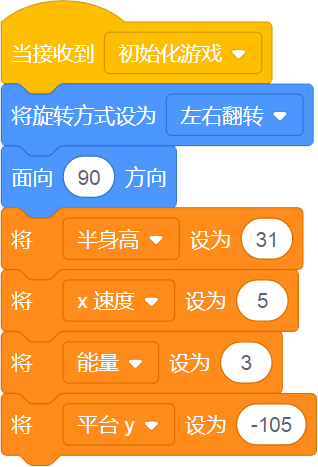 当接收到 初始化游戏
将旋转方式设为 左右翻转
面向 90 方向
将 半身高 设为 31
将 x 速度 设为 5
将 能量 设为 3
将 平台 y 设为 -105